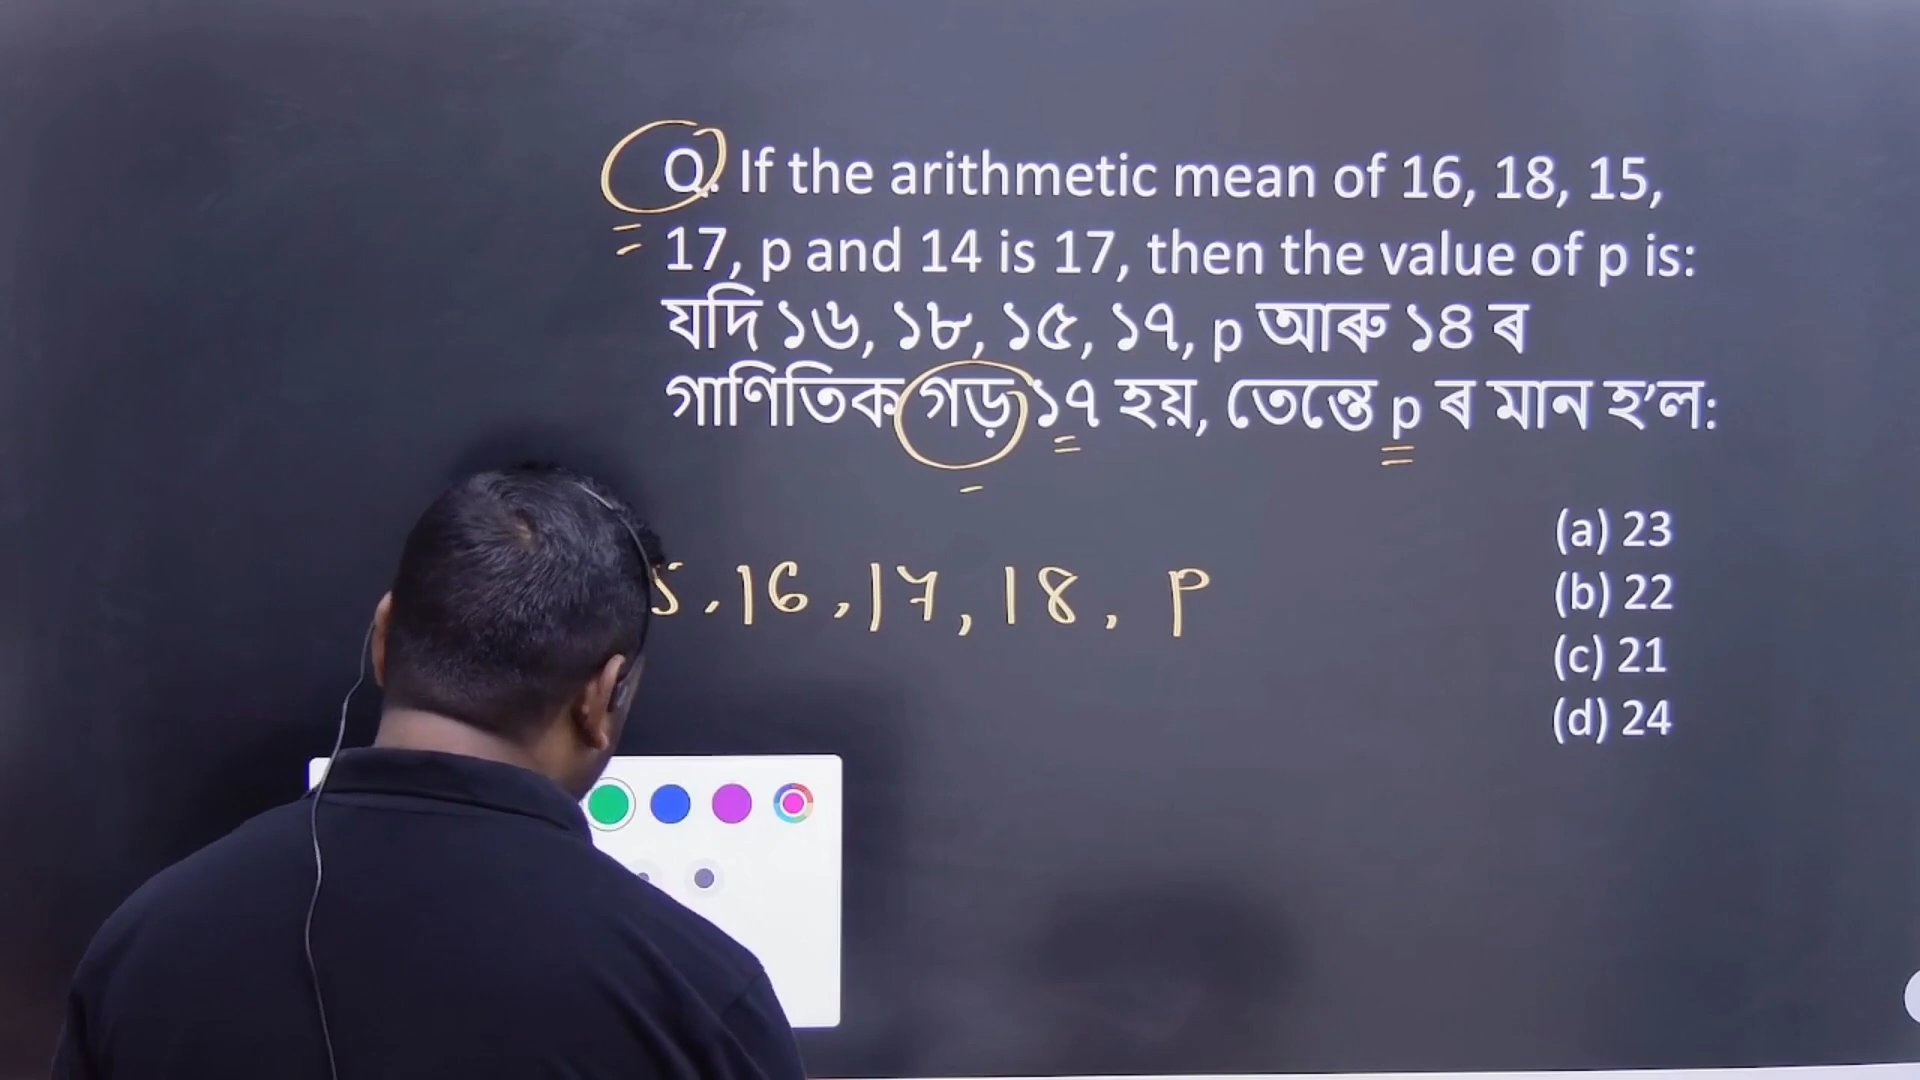 Q. If the arithmetic mean of 16, 18, 15,
17, p and 14 is 17, then the value of p is:
যদি ১৬, ১৮, ১৫, ১৭, p আৰু ১৪ ৰ
গাণিতিক গড় ১৭ হয়, তেন্তে p ৰ মান হ’ল:
(a) 23
5, 16, 17, 18, P
(b) 22
(c) 21
(d) 24